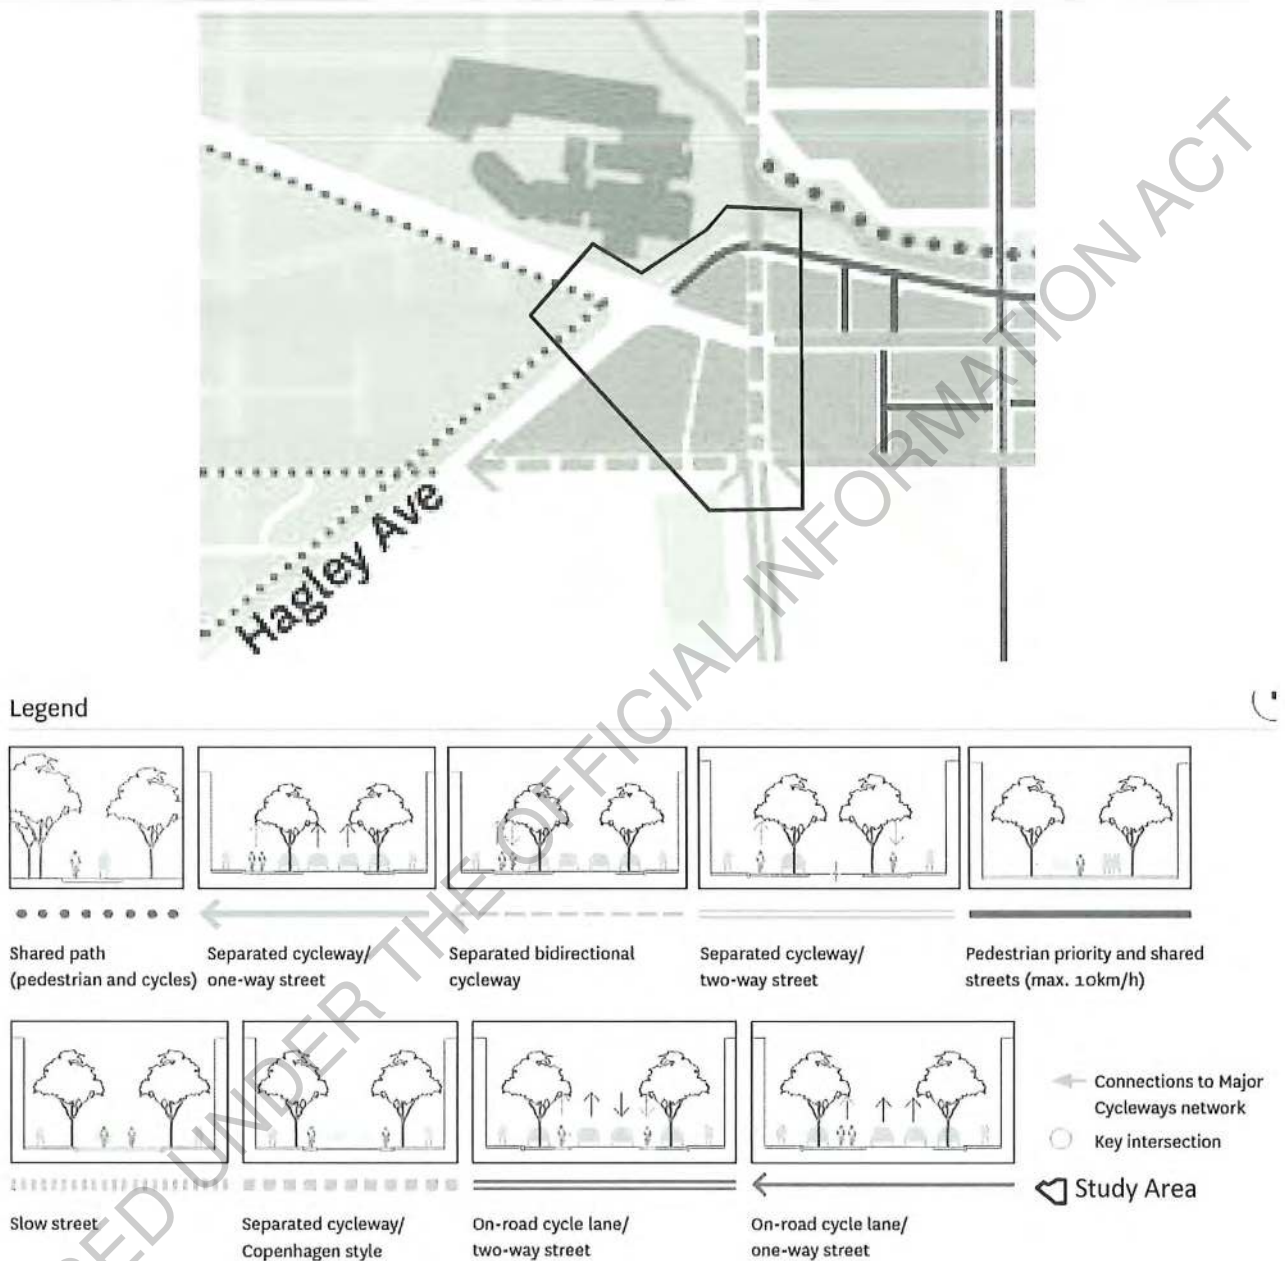 Hagley Ave
Legend
Shared path
(pedestrian and cycles)
Separated cycleway/
one-way street
Separated bidirectional
cycleway
Separated cycleway/
two-way street
Pedestrian priority and shared
streets (max. 10km/h)
Slow street
Separated cycleway/
Copenhagen style
On-road cycle lane/
two-way street
On-road cycle lane/
one-way street
Connections to Major
Cycleways network
Key intersection
Study Area
ED UNDER THE OFFICIAL INFORMATION ACT